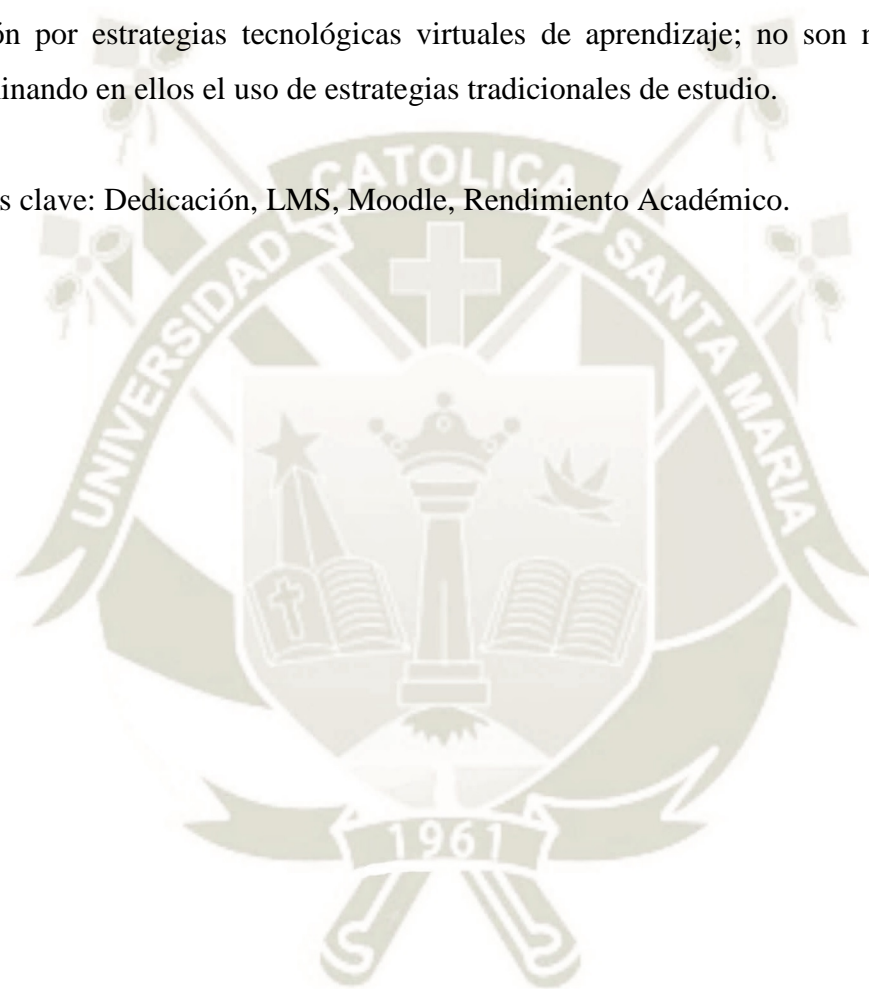 ón por estrategias tecnológicas virtuales de aprendizaje; no son
inando en ellos el uso de estrategias tradicionales de estudio.
s clave: Dedicación, LMS, Moodle, Rendimiento Académico.
UNIVERSIDAD CATOLICA SANTA MARIA
1961